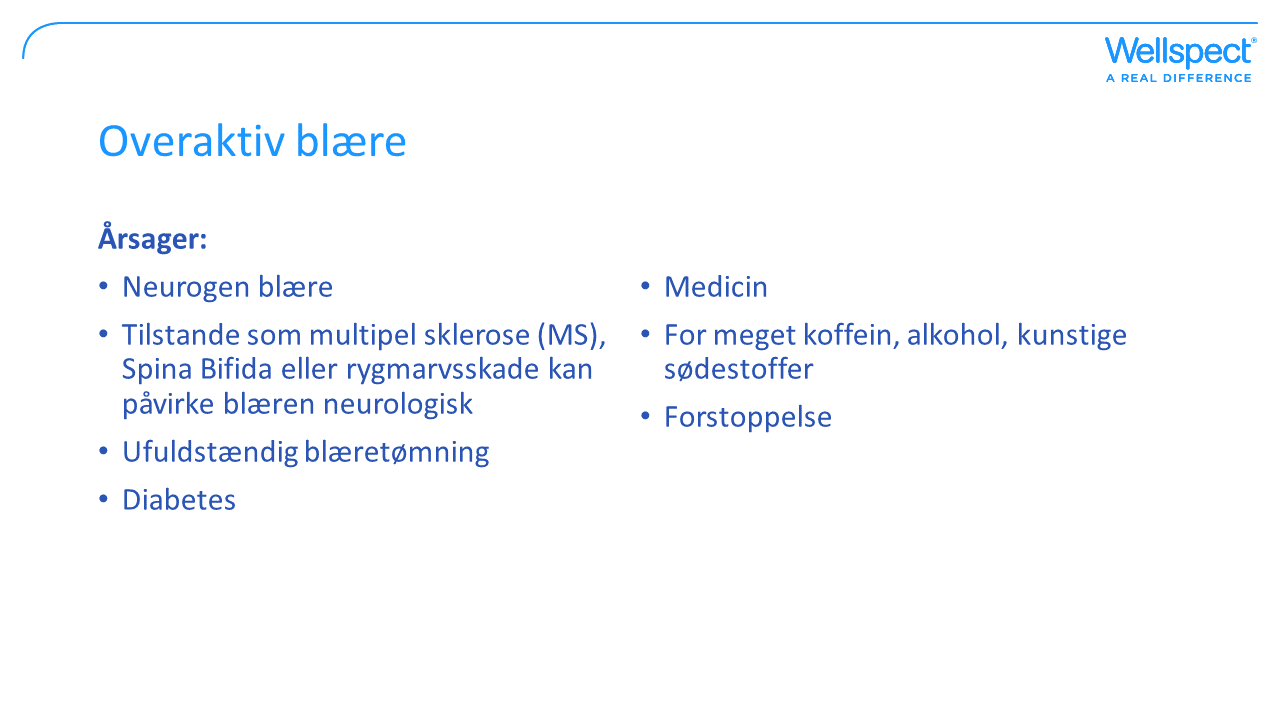 Wellspect®
A REAL DIFFERENCE
Overaktiv blære
Årsager:
• Neurogen blære
• Tilstande som multipel sklerose (MS),
Spina Bifida eller rygmarvsskade kan
påvirke blæren neurologisk
• Ufuldstændig blæretømning
• Diabetes
• Medicin
• For meget koffein, alkohol, kunstige
sødestoffer
• Forstoppelse